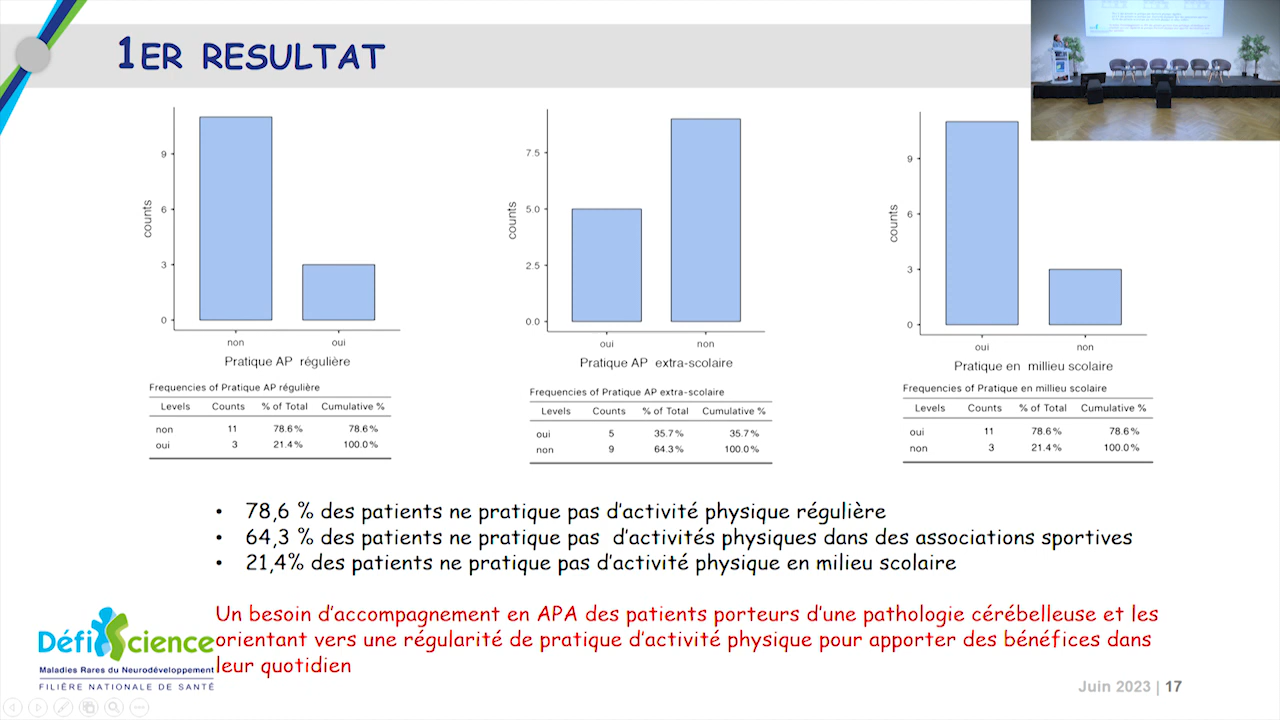 1ER RESULTAT
counts
9
6
3
0
non oui
Pratique AP régulière
Frequencies of Pratique AP régulière
Levels Counts % of Total Cumulative %
non 11 78.6 % 78.6 %
oui 3 21.4 % 100.0 %
counts
7.5
5.0
2.5
0.0
oui non
Pratique AP extra-scolaire
Frequencies of Pratique AP extra-scolaire
Levels Counts % of Total Cumulative %
oui 5 35.7 % 35.7 %
non 9 64.3 % 100.0 %
counts
9
6
3
0
oui non
Pratique en millieu scolaire
Frequencies of Pratique en millieu scolaire
Levels Counts % of Total Cumulative %
oui 11 78.6 % 78.6 %
non 3 21.4 % 100.0 %
• 78,6 % des patients ne pratique pas d'activité physique régulière
• 64,3 % des patients ne pratique pas d'activités physiques dans des associations sportives
• 21,4% des patients ne pratique pas d'activité physique en milieu scolaire
Un besoin d'accompagnement en APA des patients porteurs d'une pathologie cérébelleuse et les
orientant vers une régularité de pratique d'activité physique pour apporter des bénéfices dans
leur quotidien
DéfiScience
Maladies Rares du Neurodéveloppement
FILIÈRE NATIONALE DE SANTÉ
Juin 2023 | 17